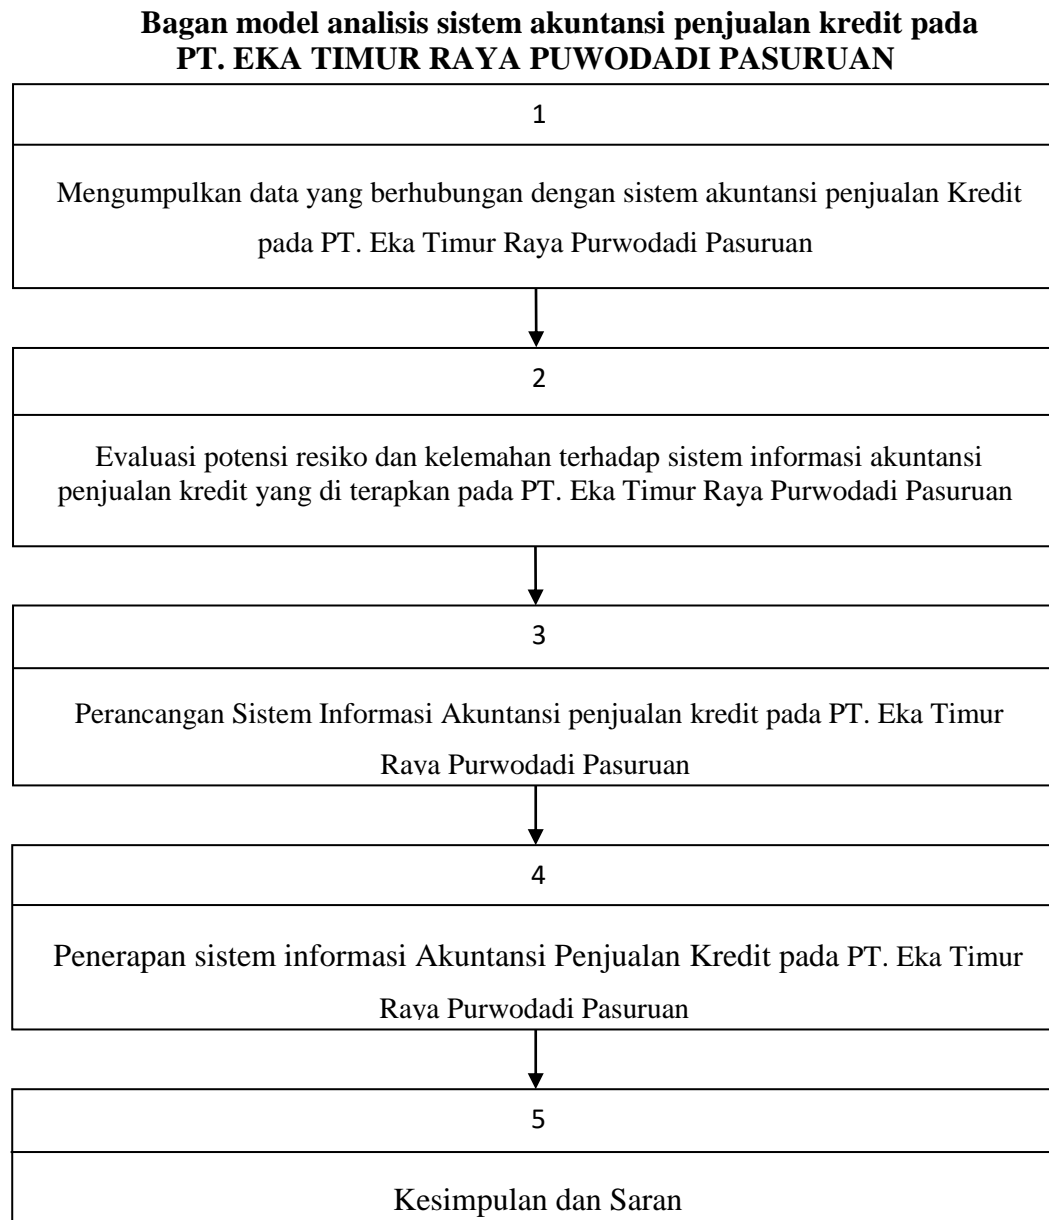 Bagan model analisis sistem akuntansi penjualan kredit pada
PT. EKA TIMUR RAYA PUWODADI PASURUAN
1
Mengumpulkan data yang berhubungan dengan sistem akuntansi penjualan Kredit
pada PT. Eka Timur Raya Purwodadi Pasuruan
2
Evaluasi potensi resiko dan kelemahan terhadap sistem informasi akuntansi
penjualan kredit yang di terapkan pada PT. Eka Timur Raya Purwodadi Pasuruan
3
Perancangan Sistem Informasi Akuntansi penjualan kredit pada PT. Eka Timur
Raya Purwodadi Pasuruan
4
Penerapan sistem informasi Akuntansi Penjualan Kredit pada PT. Eka Timur
Raya Purwodadi Pasuruan
5
Kesimpulan dan Saran